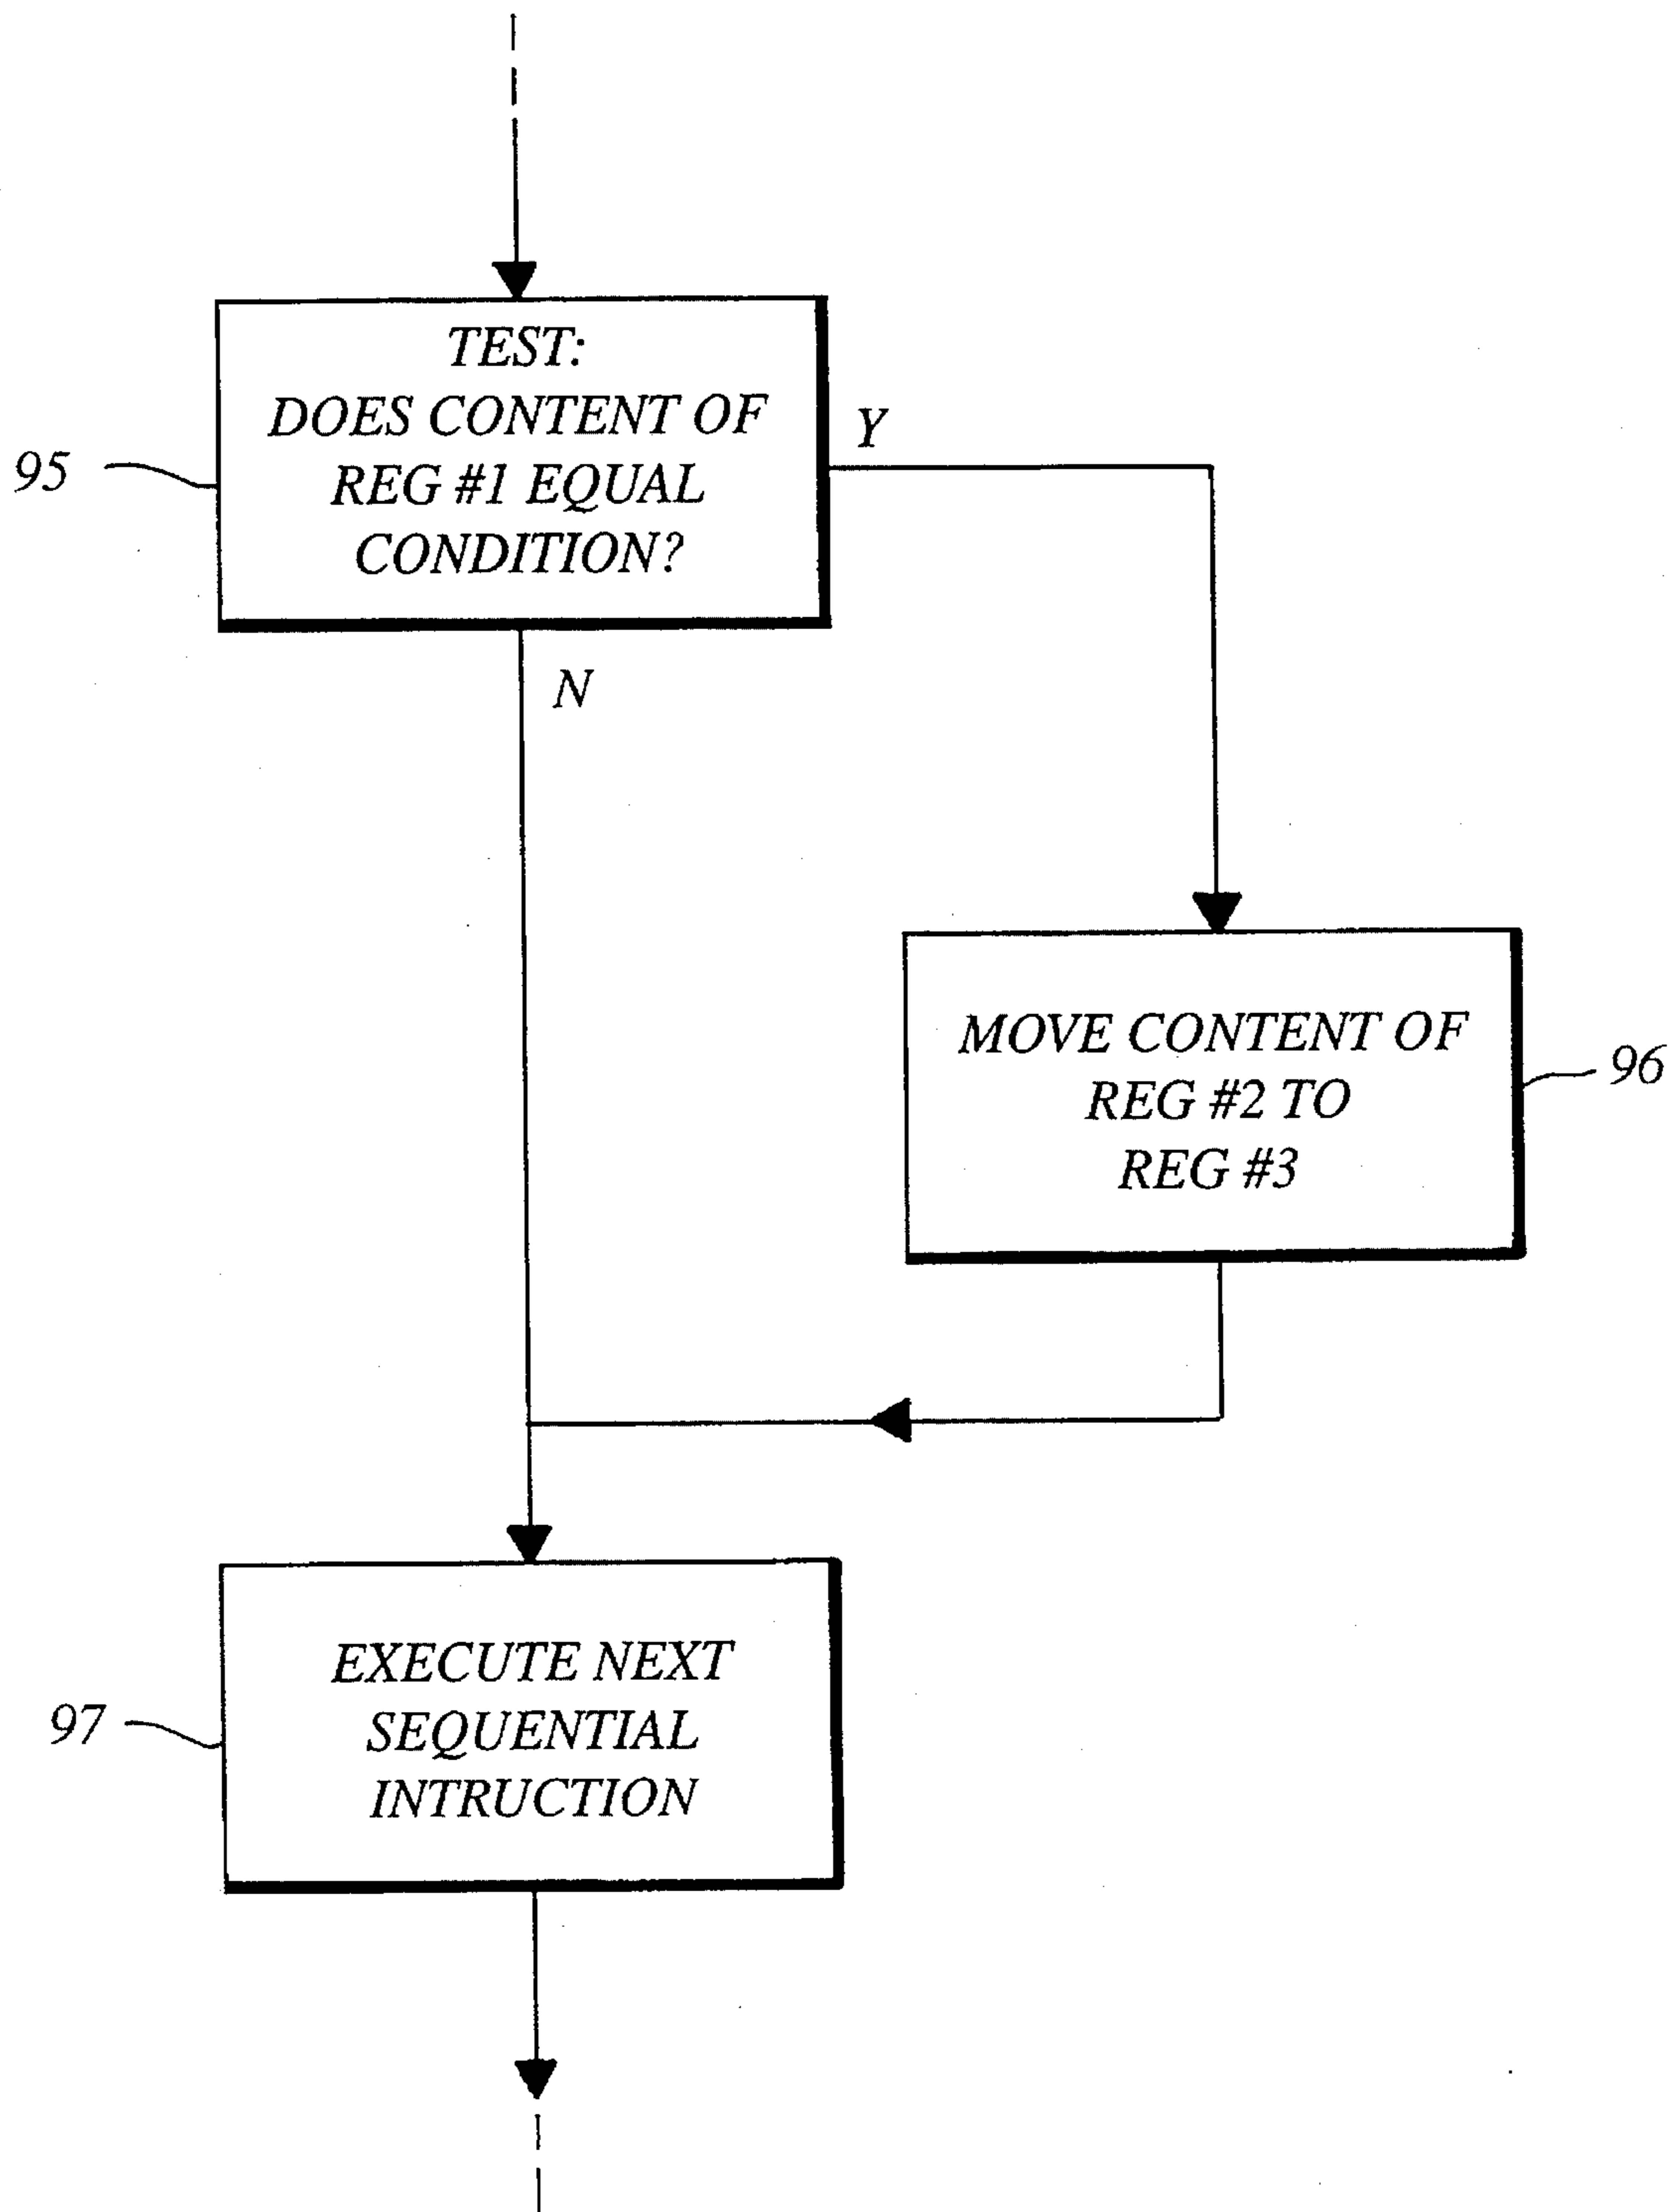 TEST:
DOES CONTENT OF
REG #1 EQUAL
CONDITION?
95
Y
N
MOVE CONTENT OF
REG #2 TO
REG #3
96
EXECUTE NEXT
SEQUENTIAL
INTRUCTION
97